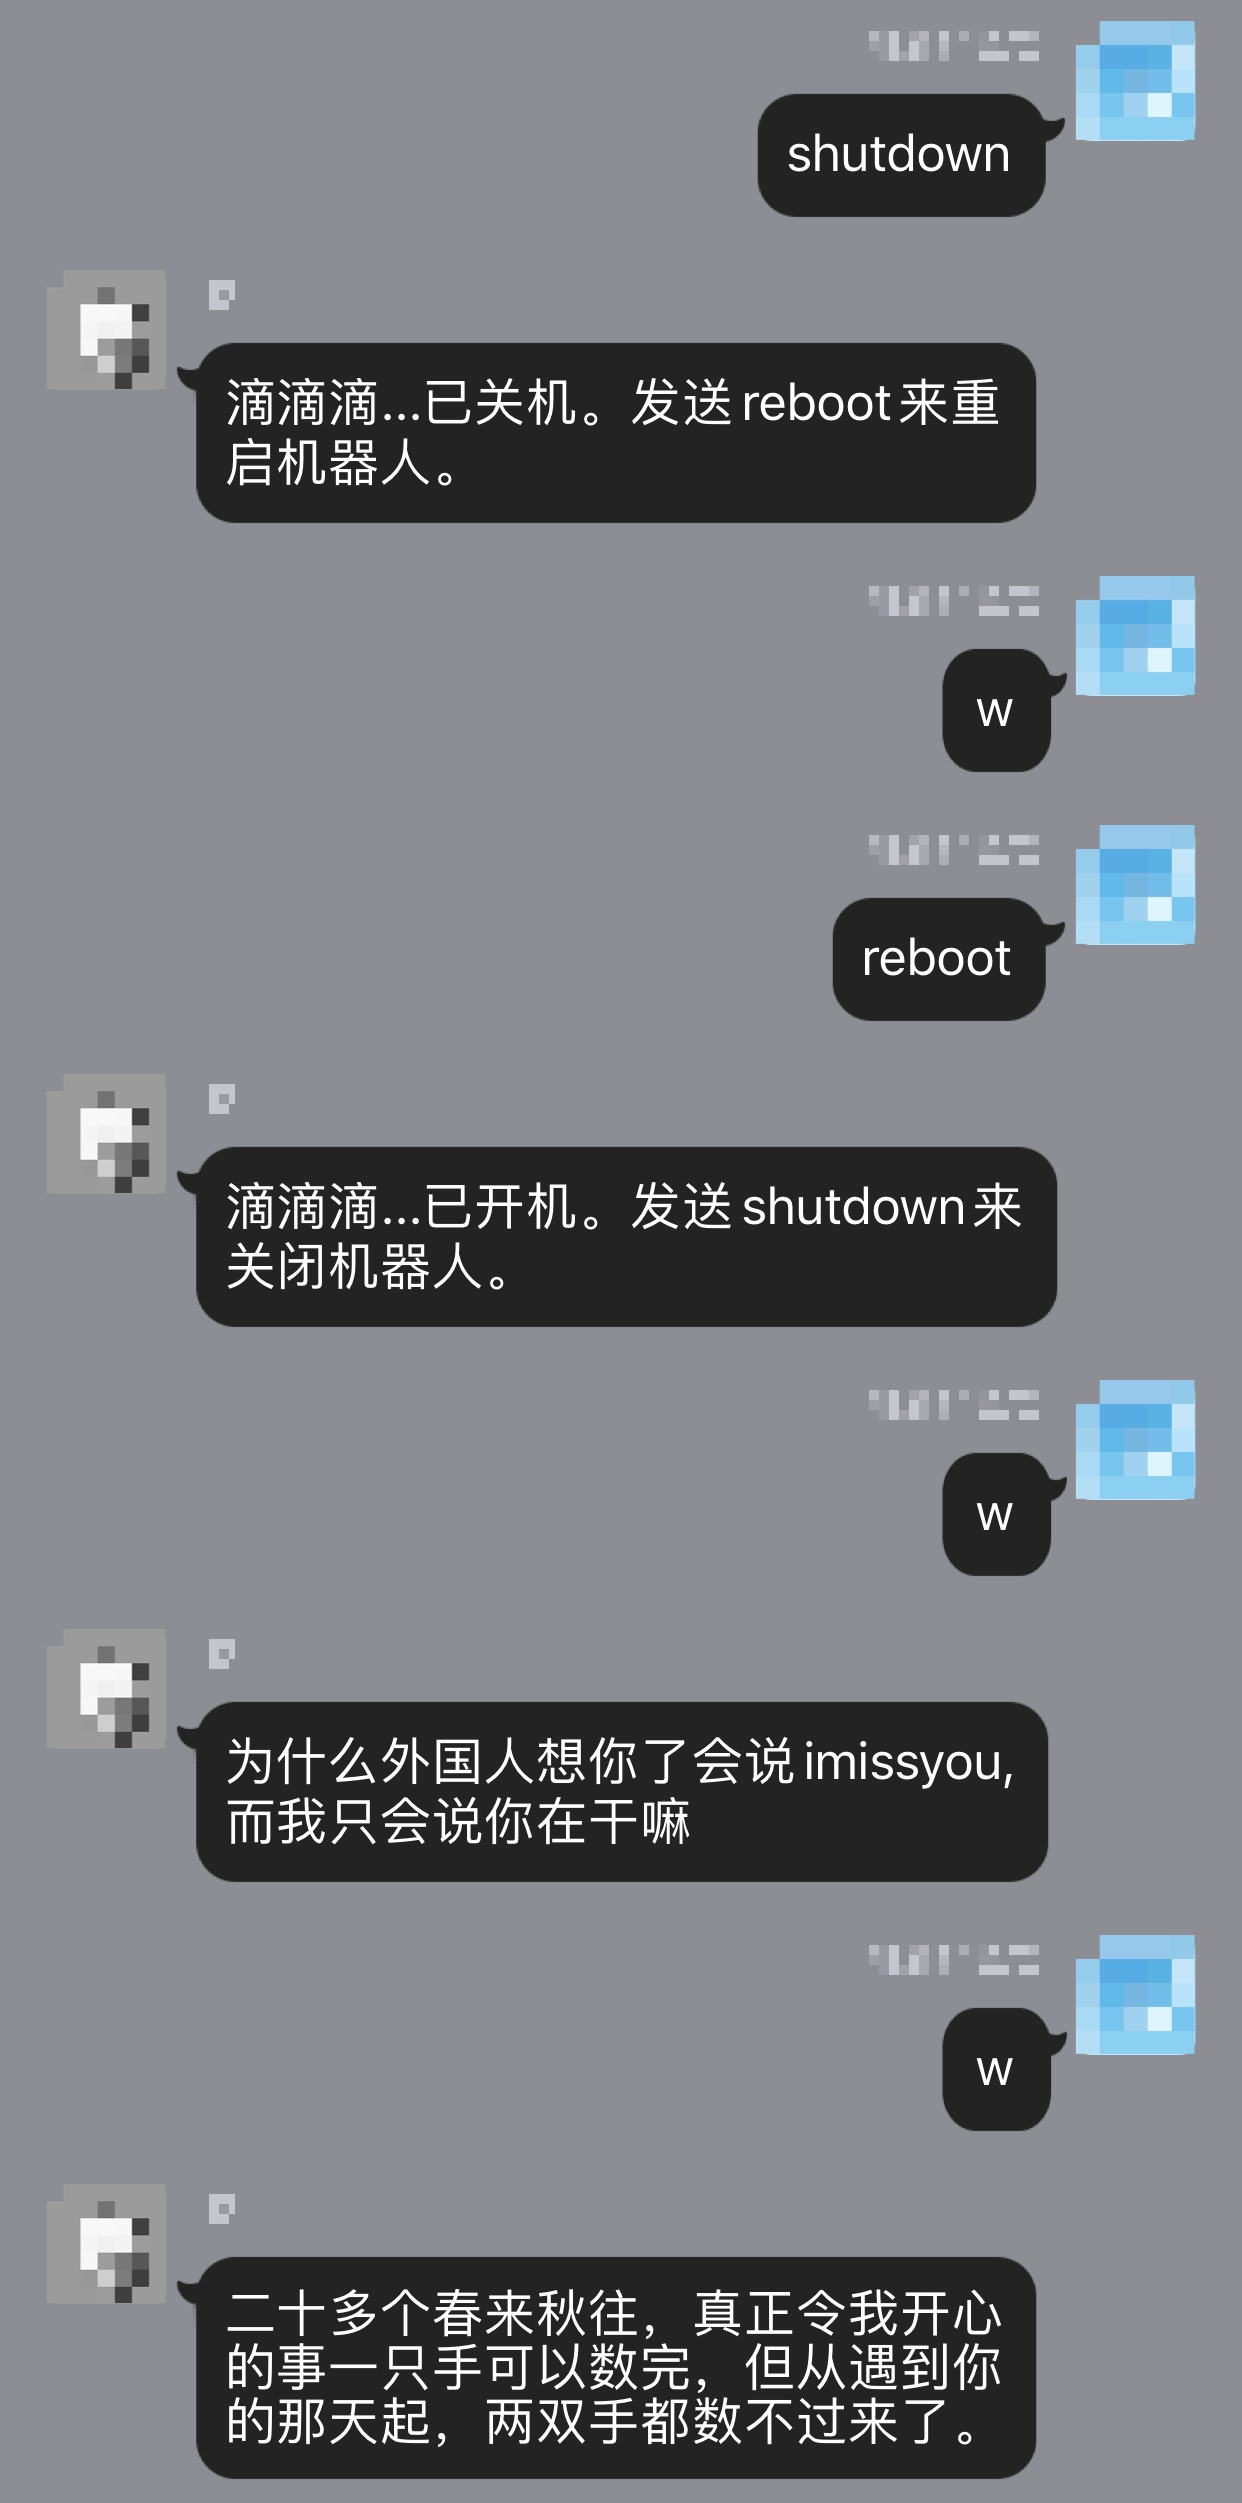 shutdown
滴滴滴...已关机。发送reboot来重
启机器人。
w
reboot
滴滴滴...已开机。发送shutdown来
关闭机器人。
w
为什么外国人想你了会说imissyou,
而我只会说你在干嘛
w
二十多个春来秋往，真正令我开心
的事一只手可以数完，但从遇到你
的那天起，两双手都数不过来了。